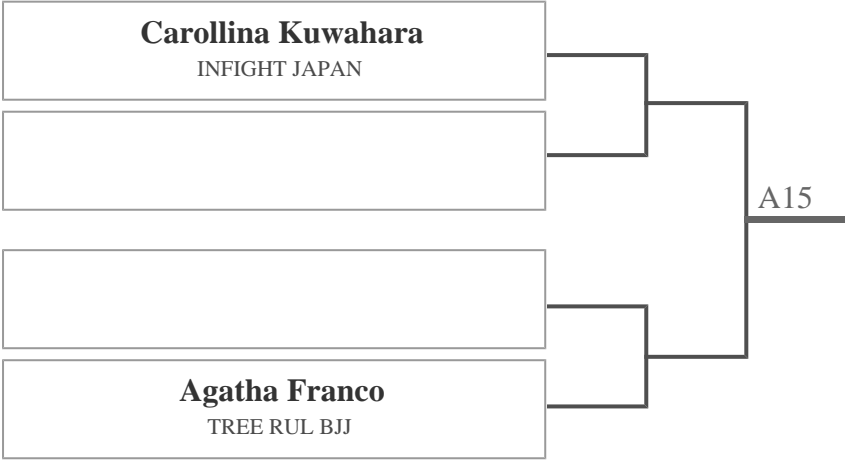 Carollina Kuwahara
INFIGHT JAPAN
A15
Agatha Franco
TREE RUL BJJ